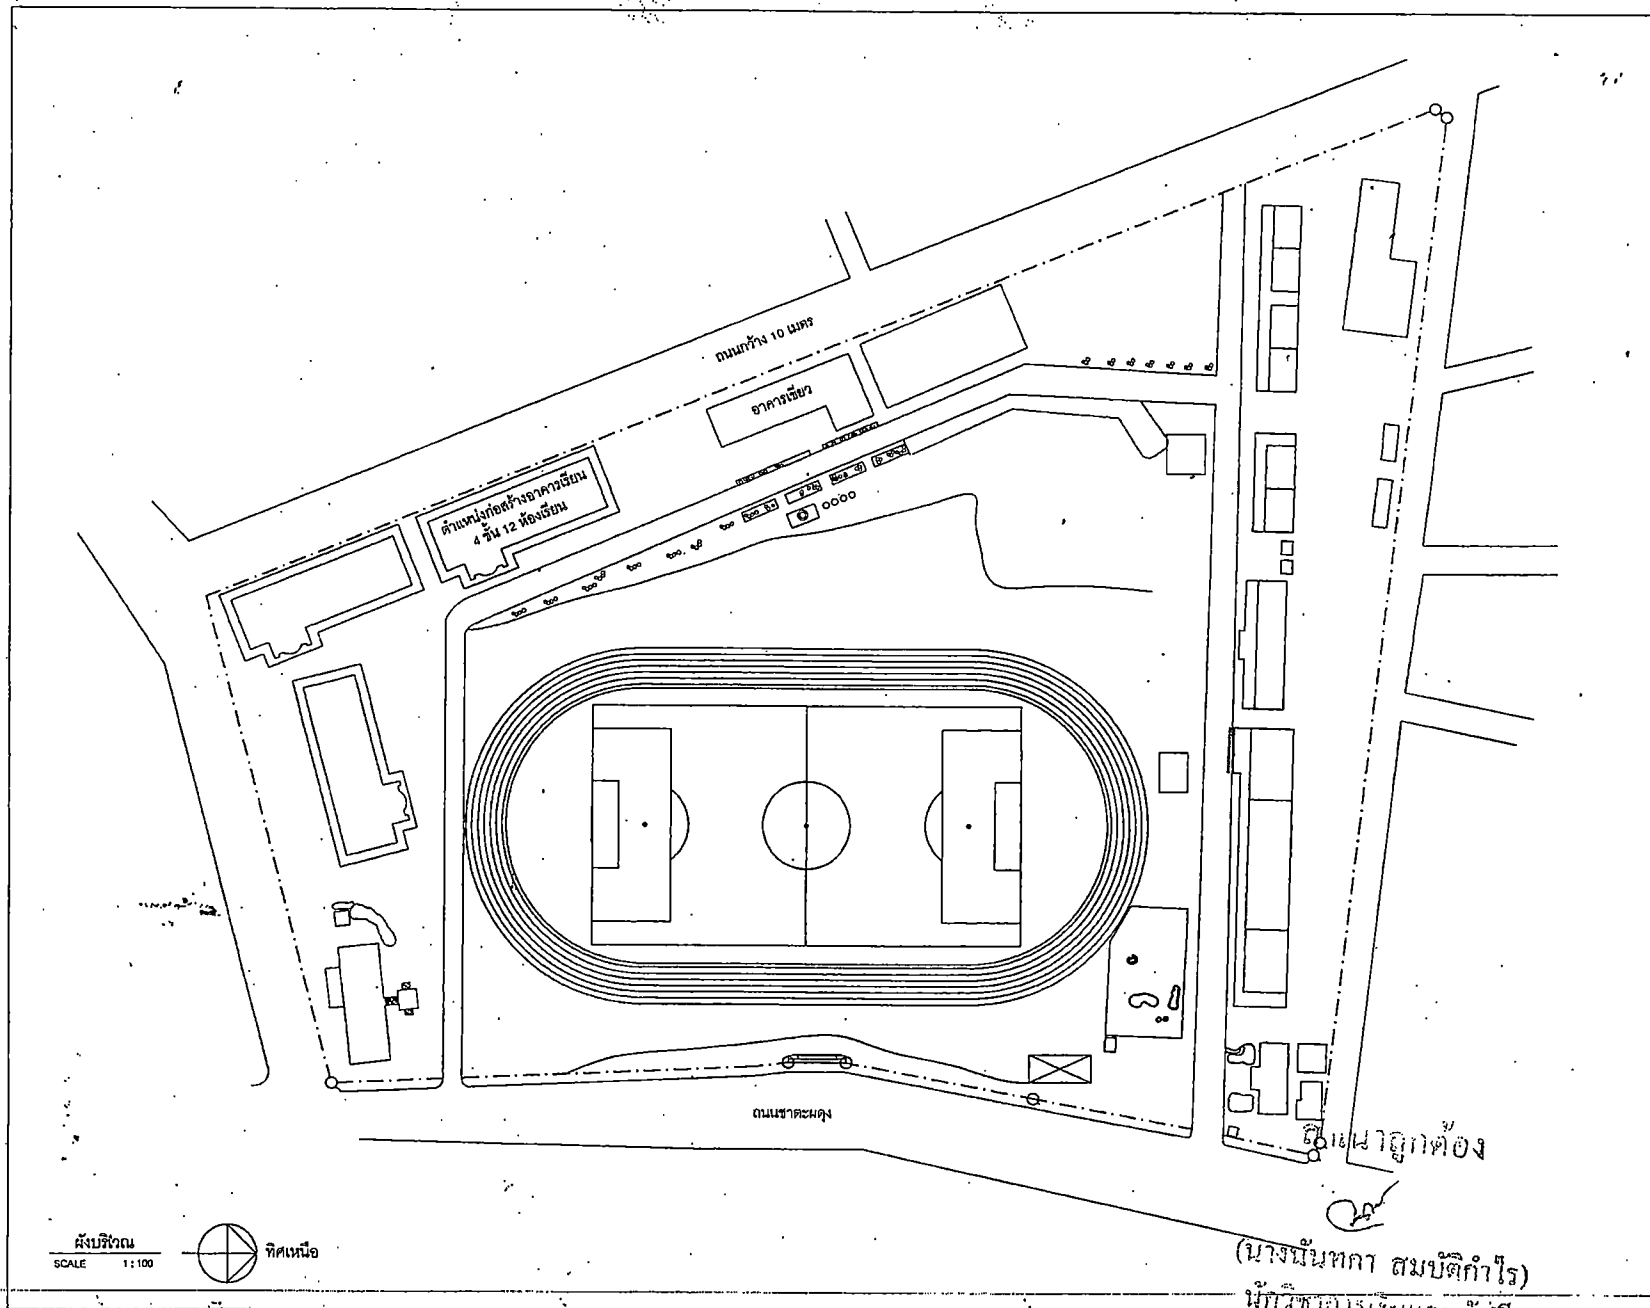 ถนนกว้าง 10 เมตร
อาคารเขียว
ตำแหน่งก่อสร้างอาคารเรียน
4 ชั้น 12 ห้องเรียน
ถนนชาตะผดุง
สำเนาถูกต้อง
ผังบริเวณ
SCALE 1:100
ทิศเหนือ
(นางนันทกา สมบัติกำไร)